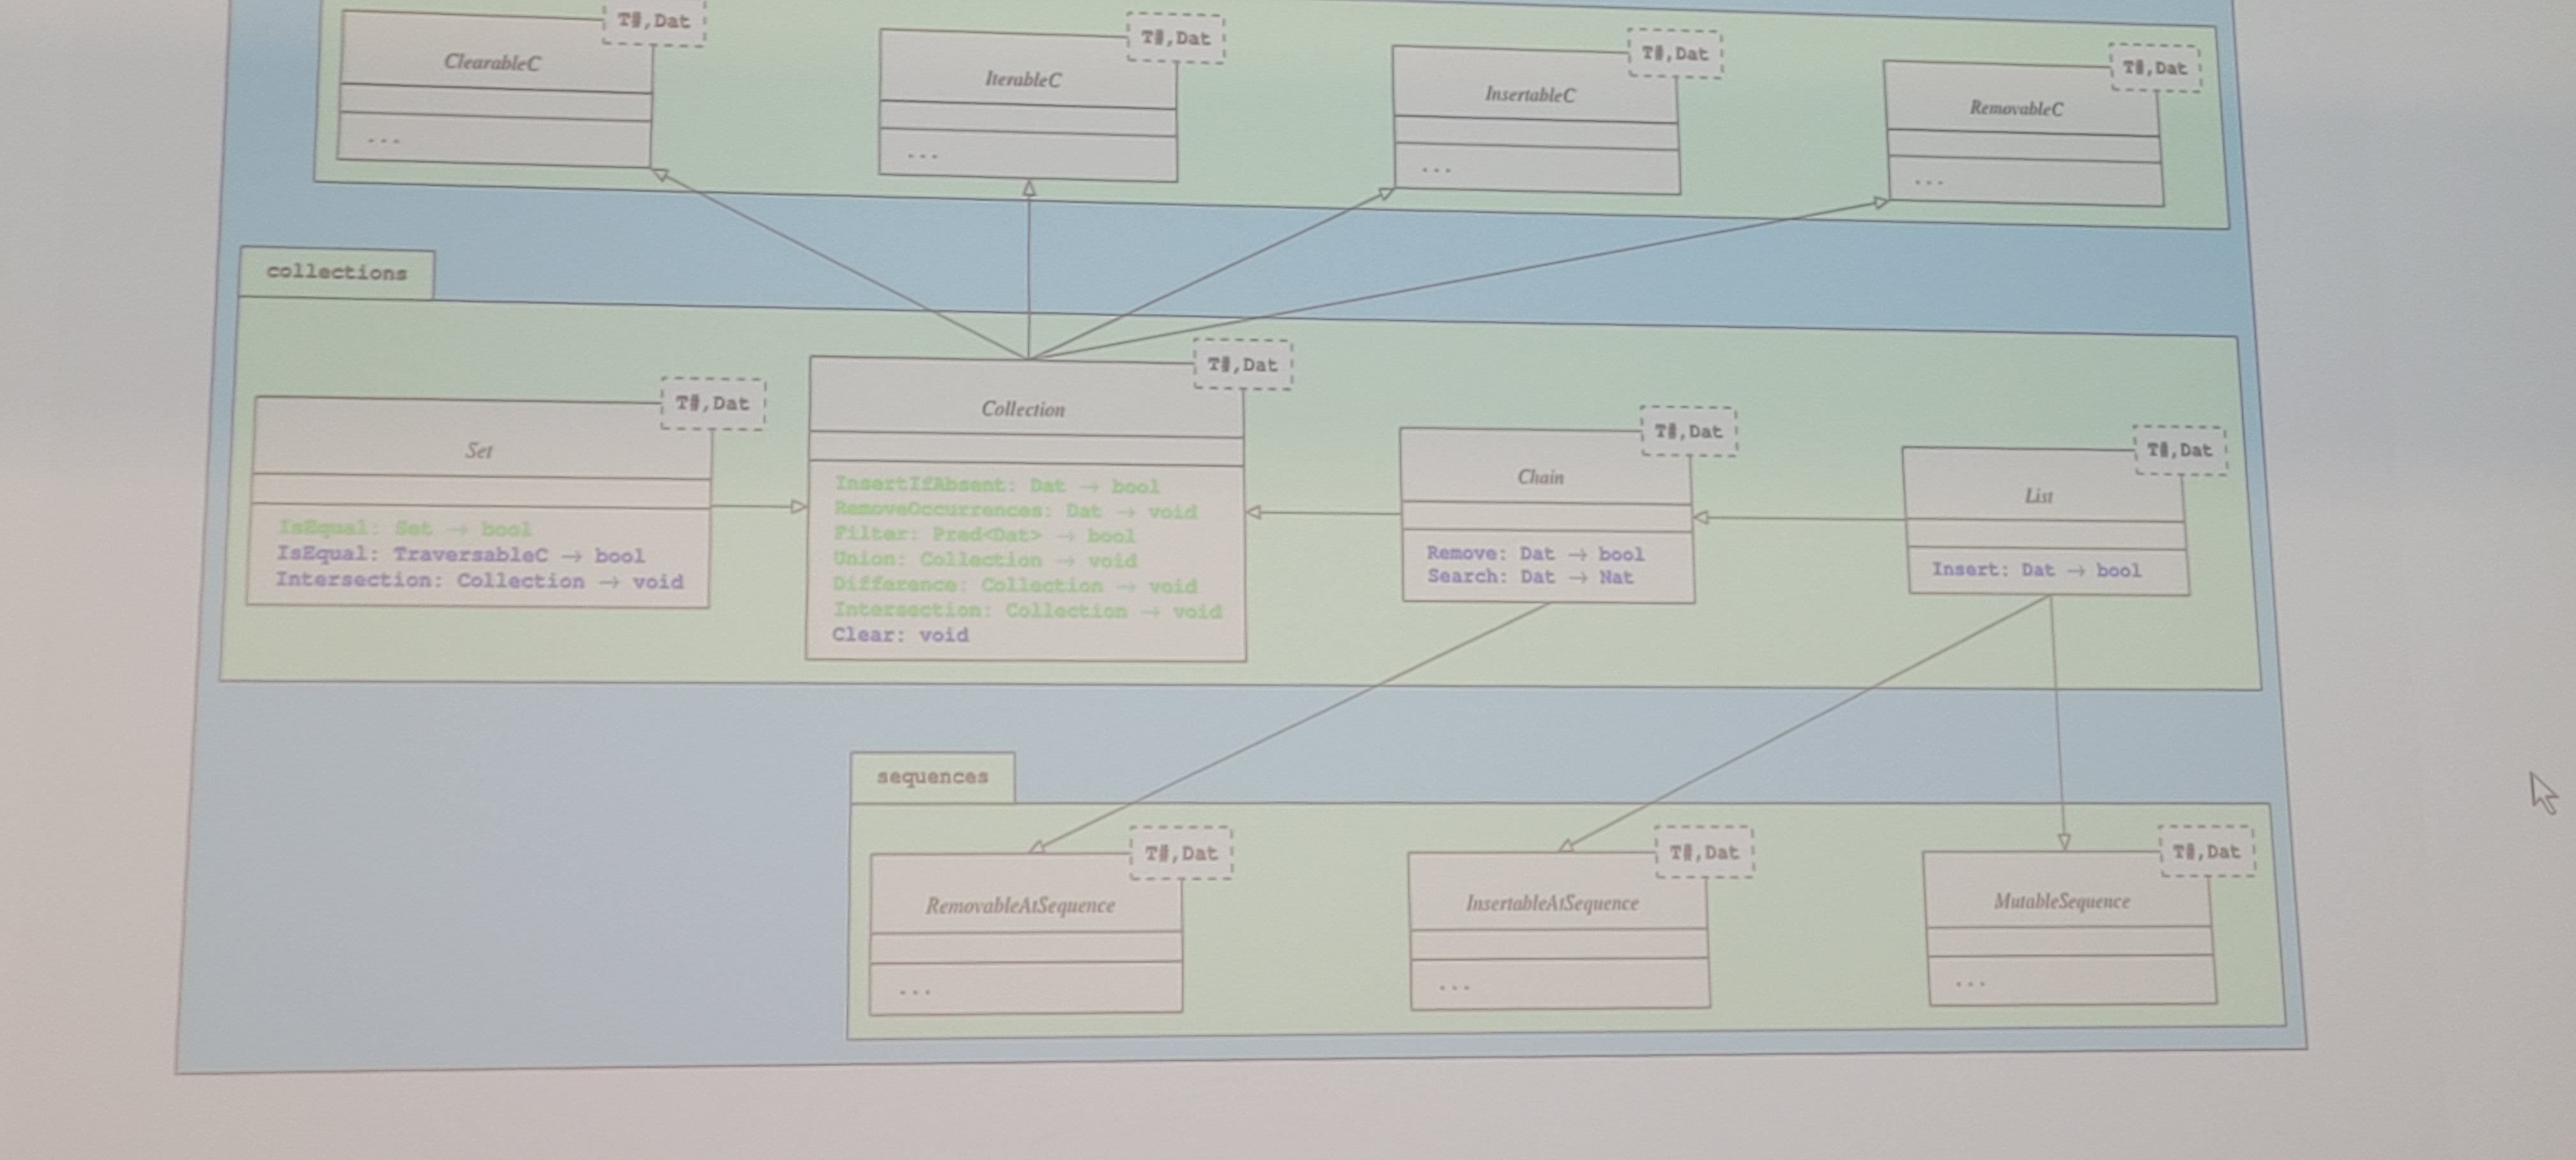 T#,Dat
ClearableC
...
T#,Dat
IterableC
...
T#,Dat
InsertableC
...
T#,Dat
RemovableC
...
collections
T#,Dat
Set
IsEqual: Set → bool
IsEqual: TraversableC → bool
Intersection: Collection → void
T#,Dat
Collection
InsertIfAbsent: Dat → bool
RemoveOccurrences: Dat → void
Filter: Pred<Dat> → bool
Union: Collection → void
Difference: Collection → void
Intersection: Collection → void
Clear: void
T#,Dat
Chain
Remove: Dat → bool
Search: Dat → Nat
T#,Dat
List
Insert: Dat → bool
sequences
T#,Dat
RemovableAtSequence
...
T#,Dat
InsertableAtSequence
...
T#,Dat
MutableSequence
...